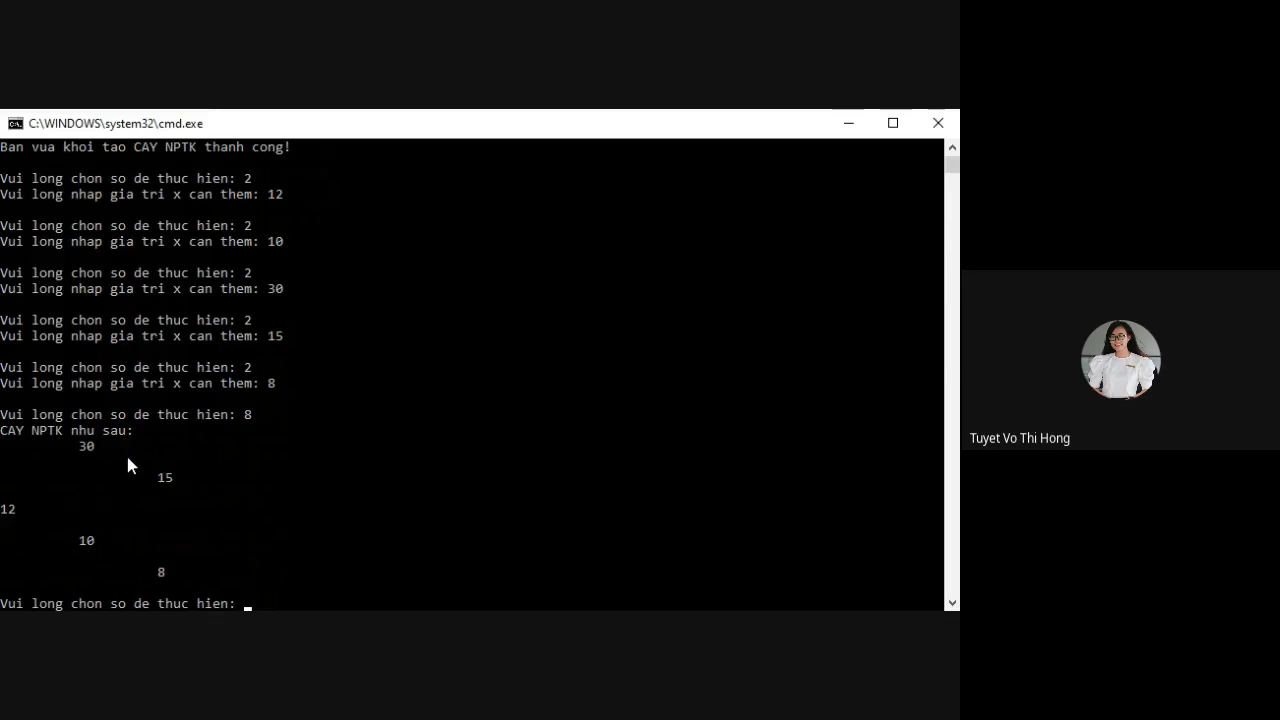 C:\WINDOWS\system32\cmd.exe
Ban vua khoi tao CAY NPTK thanh cong!
Vui long chon so de thuc hien: 2
Vui long nhap gia tri x can them: 12
Vui long chon so de thuc hien: 2
Vui long nhap gia tri x can them: 10
Vui long chon so de thuc hien: 2
Vui long nhap gia tri x can them: 30
Vui long chon so de thuc hien: 2
Vui long nhap gia tri x can them: 15
Vui long chon so de thuc hien: 2
Vui long nhap gia tri x can them: 8
Vui long chon so de thuc hien: 8
CAY NPTK nhu sau:
30
15
12
10
8
Vui long chon so de thuc hien:
Tuyet Vo Thi Hong